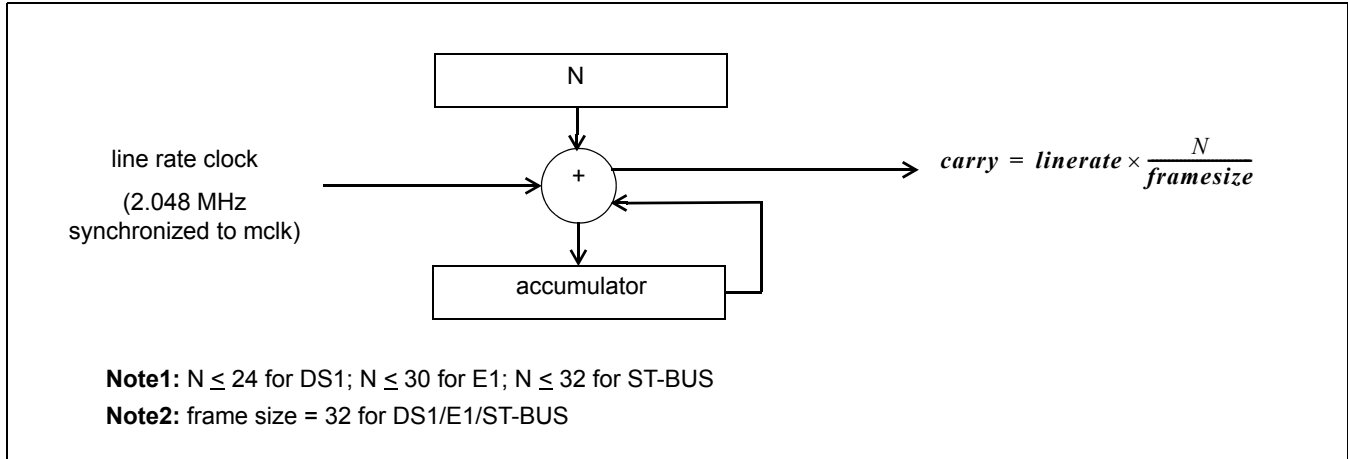 N
line rate clock
(2.048 MHz
synchronized to mclk)
+
carry = linerate × N / framesize
accumulator
Note1: N ≤ 24 for DS1; N ≤ 30 for E1; N ≤ 32 for ST-BUS
Note2: frame size = 32 for DS1/E1/ST-BUS